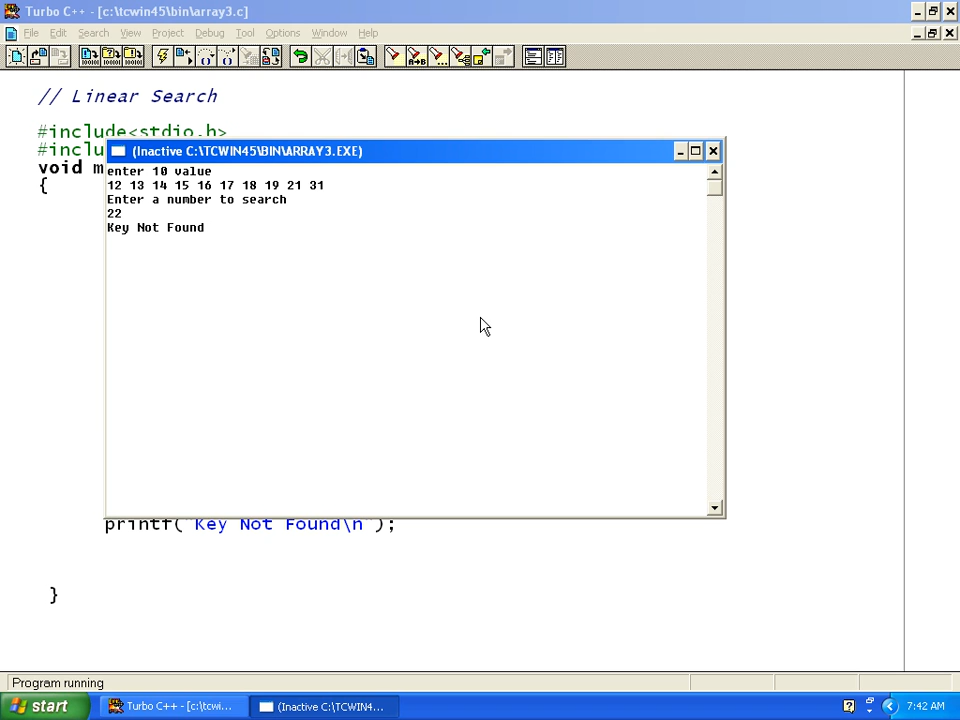 Turbo C++ - [c:\tcwin45\bin\array3.c]
File Edit Search View Project Debug Tool Options Window Help
// Linear Search
#include<stdio.h>
#inclu
void m
{
(Inactive C:\TCWIN45\BIN\ARRAY3.EXE)
enter 10 value
12 13 14 15 16 17 18 19 21 31
Enter a number to search
22
Key Not Found
printf("Key Not Found\n");
}
Program running
start
Turbo C++ - [c:\tcwi...
(Inactive C:\TCWIN4...
7:42 AM